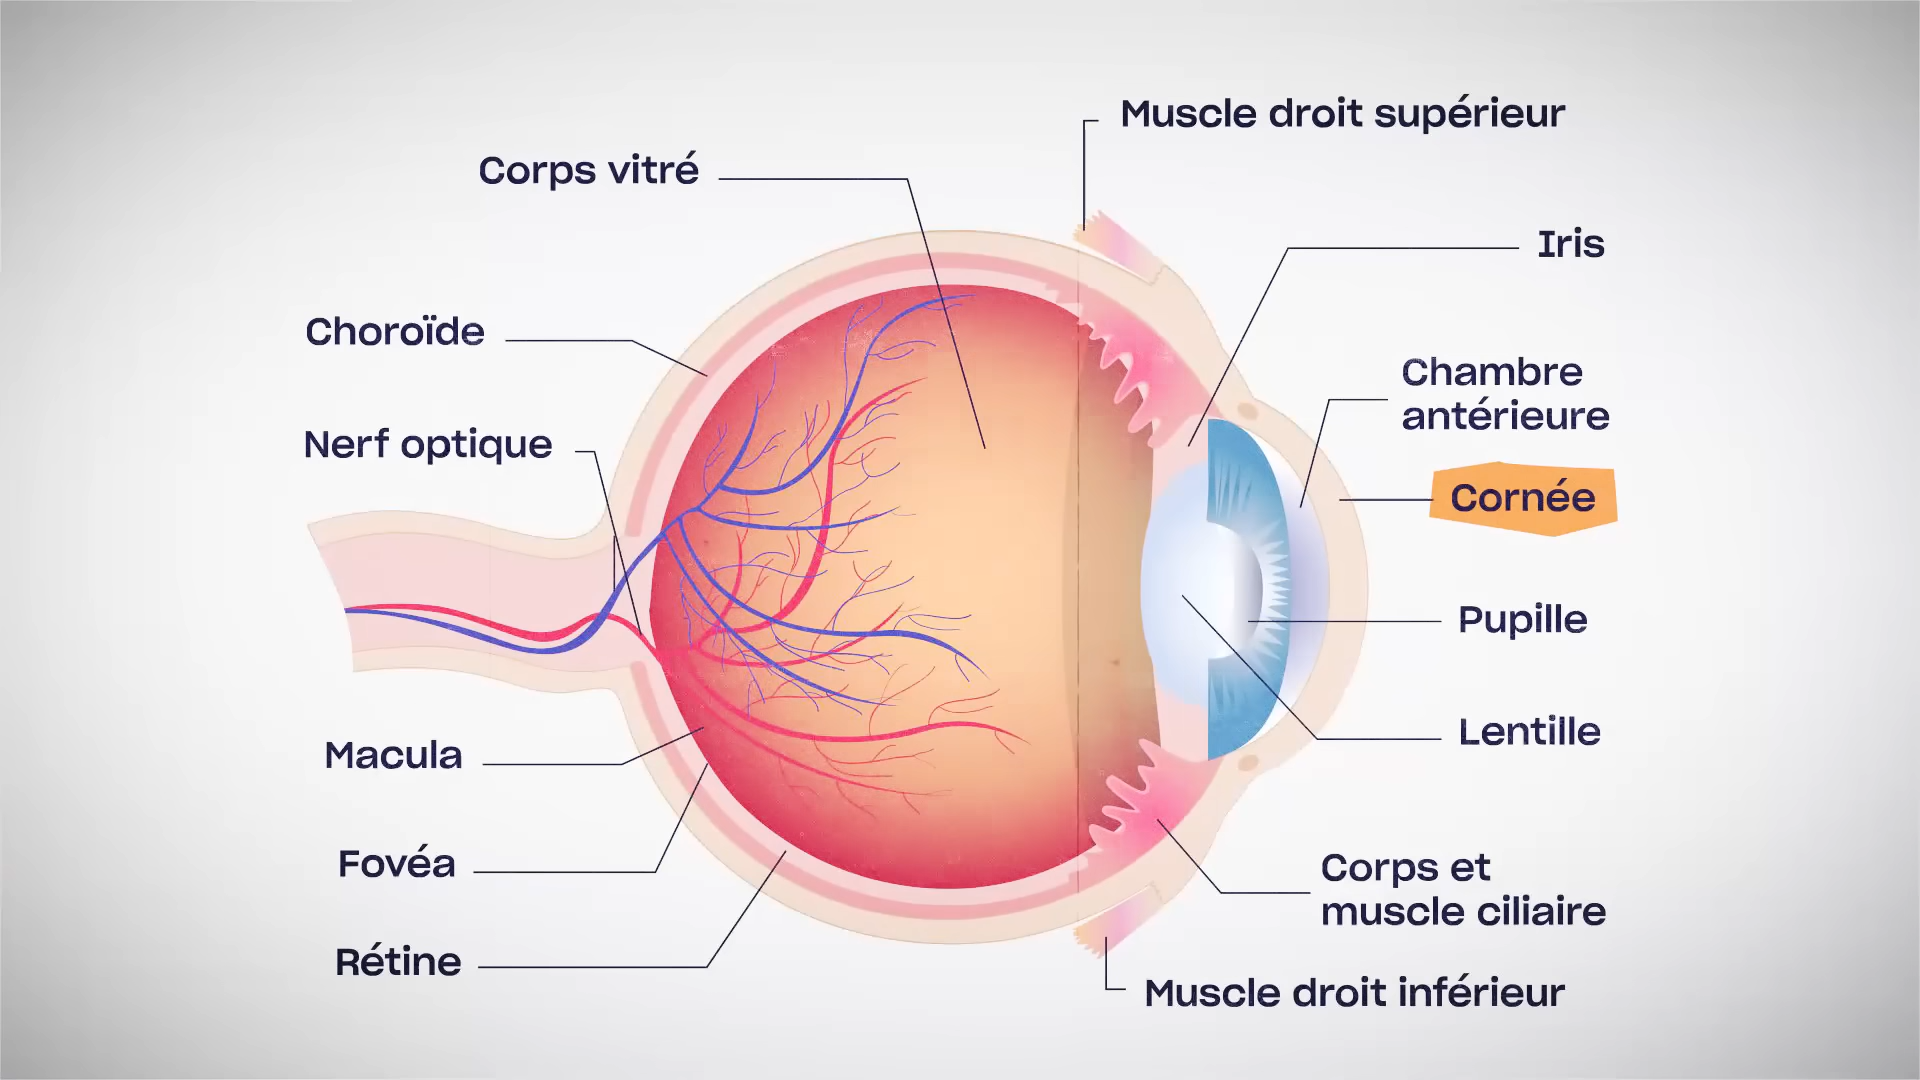 Muscle droit supérieur
Corps vitré
Iris
Choroïde
Chambre
antérieure
Nerf optique
Cornée
Pupille
Lentille
Macula
Fovéa
Corps et
muscle ciliaire
Rétine
Muscle droit inférieur